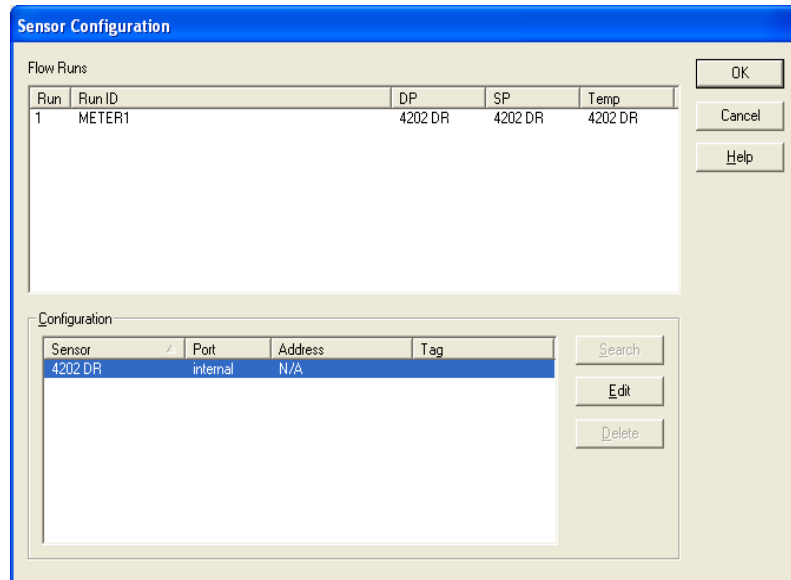 Sensor Configuration
Flow Runs
Run Run ID DP SP Temp
1 METER1 4202 DR 4202 DR 4202 DR
OK
Cancel
Help
Configuration
Sensor Port Address Tag
4202 DR internal N/A
Search
Edit
Delete